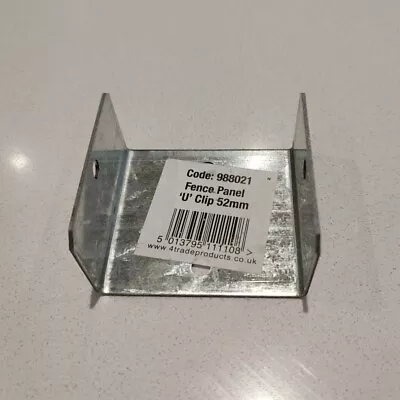 Code: 988021
Fence Panel
'U' Clip 52mm
5 013795 111108 >
www.4tradeproducts.co.uk